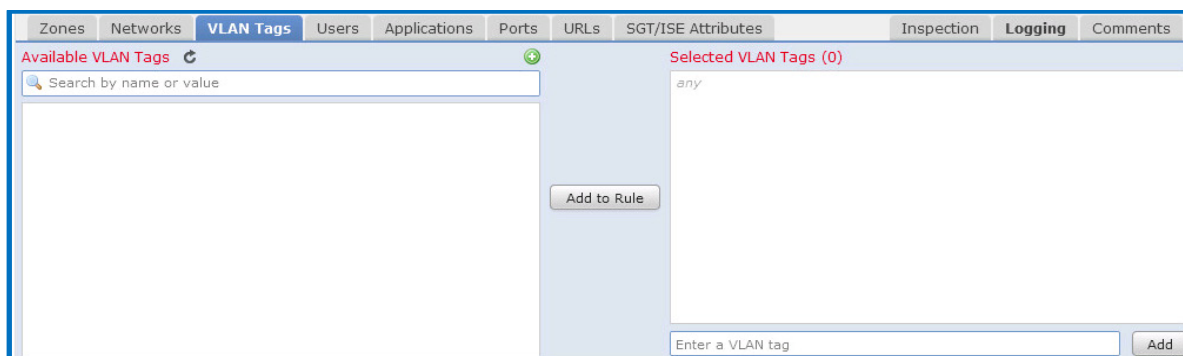 Zones Networks VLAN Tags Users Applications Ports URLs SGT/ISE Attributes Inspection Logging Comments
Available VLAN Tags Selected VLAN Tags (0)
Search by name or value any
Add to Rule
Enter a VLAN tag Add